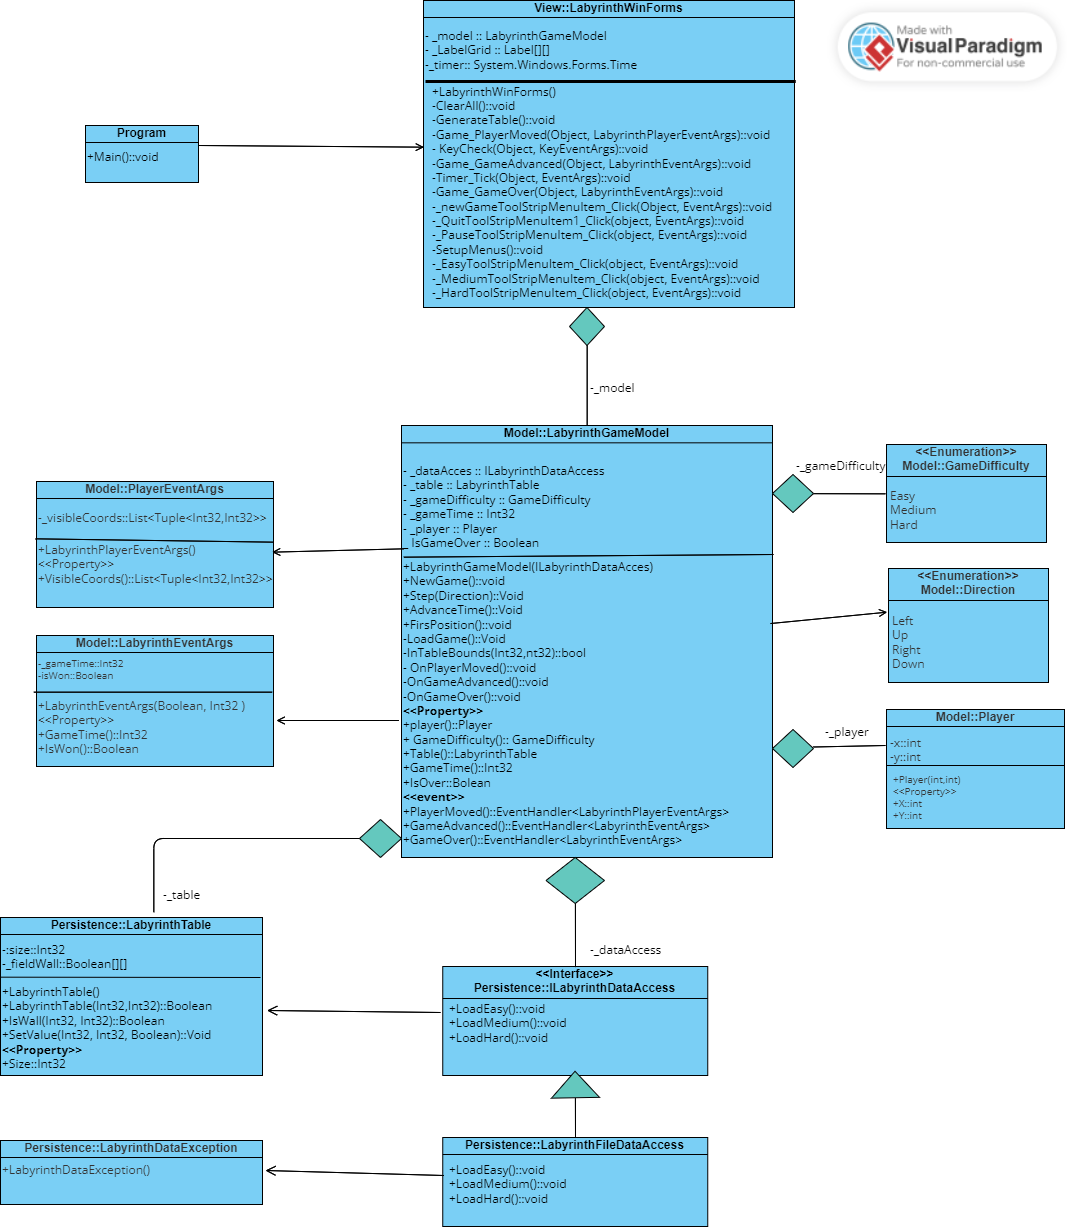 View::LabyrinthWinForms
- _model :: LabyrinthGameModel
- _LabelGrid :: Label[][]
-_timer:: System.Windows.Forms.Time
+LabyrinthWinForms()
-ClearAll()::void
-GenerateTable()::void
-Game_PlayerMoved(Object, LabyrinthPlayerEventArgs)::void
- KeyCheck(Object, KeyEventArgs)::void
-Game_GameAdvanced(Object, LabyrinthEventArgs)::void
-Timer_Tick(Object, EventArgs)::void
-Game_GameOver(Object, LabyrinthEventArgs)::void
-_newGameToolStripMenuItem_Click(Object, EventArgs)::void
-_QuitToolStripMenuItem1_Click(object, EventArgs)::void
-_PauseToolStripMenuItem_Click(object, EventArgs)::void
-SetupMenus()::void
-_EasyToolStripMenuItem_Click(object, EventArgs)::void
-_MediumToolStripMenuItem_Click(object, EventArgs)::void
-_HardToolStripMenuItem_Click(object, EventArgs)::void
Made with
VisualParadigm
For non-commercial use
Program
+Main()::void
-_model
Model::LabyrinthGameModel
- _dataAcces :: ILabyrinthDataAccess
- _table :: LabyrinthTable
- _gameDifficulty :: GameDifficulty
- _gameTime :: Int32
- _player :: Player
_IsGameOver :: Boolean
+LabyrinthGameModel(ILabyrinthDataAcces)
+NewGame()::void
+Step(Direction)::Void
+AdvanceTime()::Void
+FirsPosition()::void
-LoadGame()::Void
-InTableBounds(Int32,nt32)::bool
- OnPlayerMoved()::void
-OnGameAdvanced()::void
-OnGameOver()::void
<<Property>>
+player()::Player
+ GameDifficulty():: GameDifficulty
+Table()::LabyrinthTable
+GameTime()::Int32
+IsOver::Bolean
<<event>>
+PlayerMoved()::EventHandler<LabyrinthPlayerEventArgs>
+GameAdvanced()::EventHandler<LabyrinthEventArgs>
+GameOver()::EventHandler<LabyrinthEventArgs>
-_gameDifficulty
<<Enumeration>>
Model::GameDifficulty
Easy
Medium
Hard
<<Enumeration>>
Model::Direction
Left
Up
Right
Down
-_player
Model::Player
-x::int
-y::int
+Player(int,int)
<<Property>>
+X::int
+Y::int
Model::PlayerEventArgs
-_visibleCoords::List<Tuple<Int32,Int32>>
+LabyrinthPlayerEventArgs()
<<Property>>
+VisibleCoords()::List<Tuple<Int32,Int32>>
Model::LabyrinthEventArgs
-_gameTime::Int32
-isWon::Boolean
+LabyrinthEventArgs(Boolean, Int32 )
<<Property>>
+GameTime()::Int32
+IsWon()::Boolean
-_table
Persistence::LabyrinthTable
-:size::Int32
-_fieldWall::Boolean[][]
+LabyrinthTable()
+LabyrinthTable(Int32,Int32)::Boolean
+IsWall(Int32, Int32)::Boolean
+SetValue(Int32, Int32, Boolean)::Void
<<Property>>
+Size::Int32
-_dataAccess
<<Interface>>
Persistence::ILabyrinthDataAccess
+LoadEasy()::void
+LoadMedium()::void
+LoadHard()::void
Persistence::LabyrinthDataException
+LabyrinthDataException()
Persistence::LabyrinthFileDataAccess
+LoadEasy()::void
+LoadMedium()::void
+LoadHard()::void